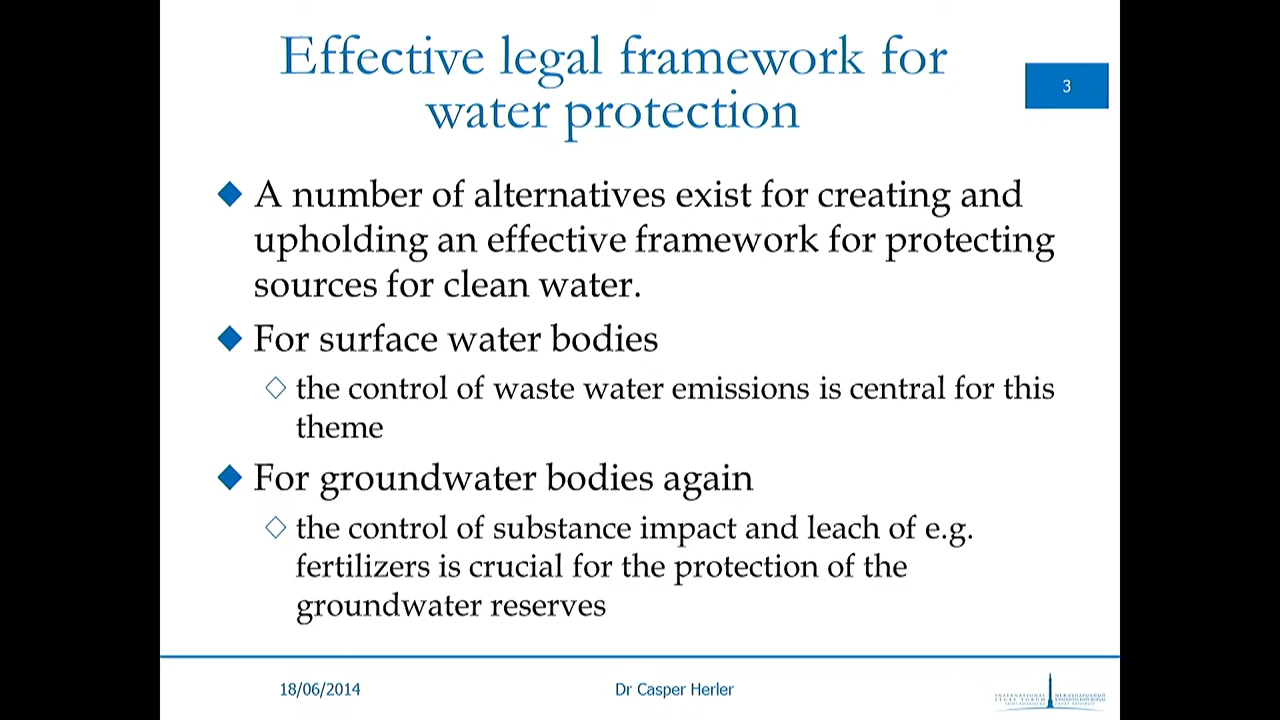 Effective legal framework for
water protection
3
A number of alternatives exist for creating and
upholding an effective framework for protecting
sources for clean water.
For surface water bodies
the control of waste water emissions is central for this
theme
For groundwater bodies again
the control of substance impact and leach of e.g.
fertilizers is crucial for the protection of the
groundwater reserves
18/06/2014
Dr Casper Herler
INTERNATIONAL
LEGAL FORUM